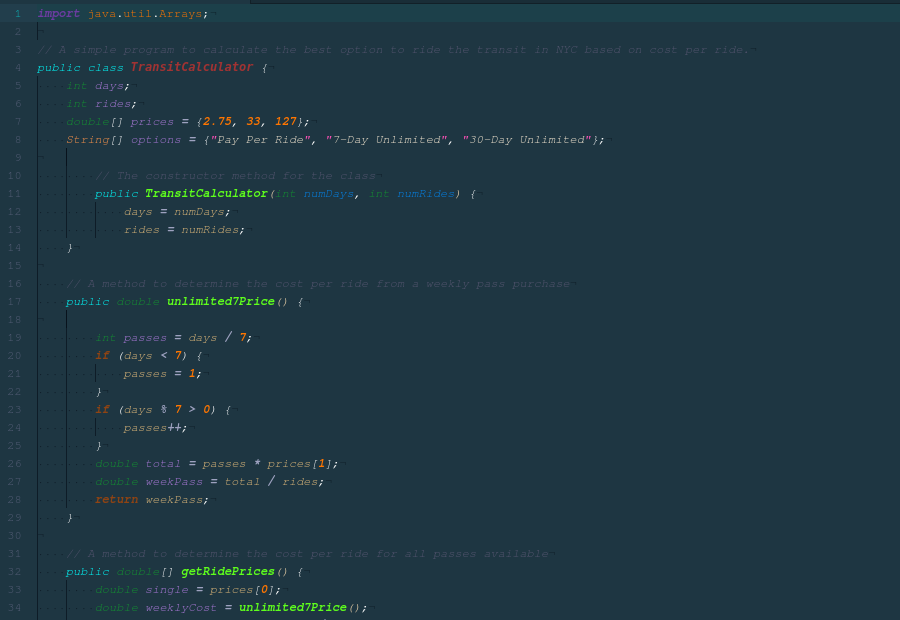 1 import java.util.Arrays;
2
3 // A simple program to calculate the best option to ride the transit in NYC based on cost per ride.
4 public class TransitCalculator {
5 int days;
6 int rides;
7 double[] prices = {2.75, 33, 127};
8 String[] options = {"Pay Per Ride", "7-Day Unlimited", "30-Day Unlimited"};
9
10 // The constructor method for the class
11 public TransitCalculator(int numDays, int numRides) {
12 days = numDays;
13 rides = numRides;
14 }
15
16 // A method to determine the cost per ride from a weekly pass purchase
17 public double unlimited7Price() {
18
19 int passes = days / 7;
20 if (days < 7) {
21 passes = 1;
22 }
23 if (days % 7 > 0) {
24 passes++;
25 }
26 double total = passes * prices[1];
27 double weekPass = total / rides;
28 return weekPass;
29 }
30
31 // A method to determine the cost per ride for all passes available
32 public double[] getRidePrices() {
33 double single = prices[0];
34 double weeklyCost = unlimited7Price();